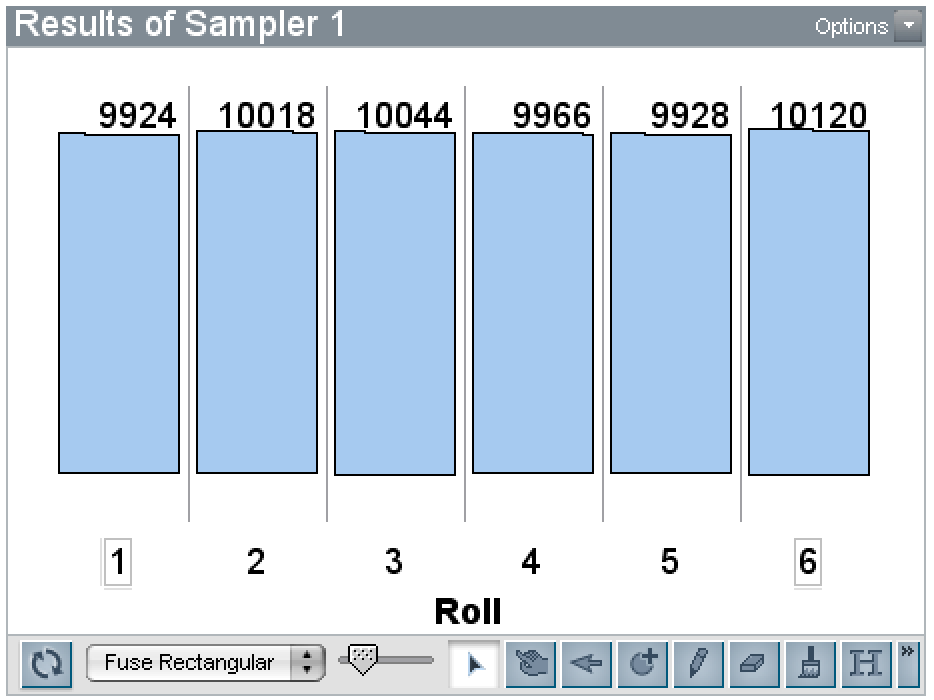 Results of Sampler 1
Options
9924 10018 10044 9966 9928 10120
1 2 3 4 5 6
Roll
Fuse Rectangular